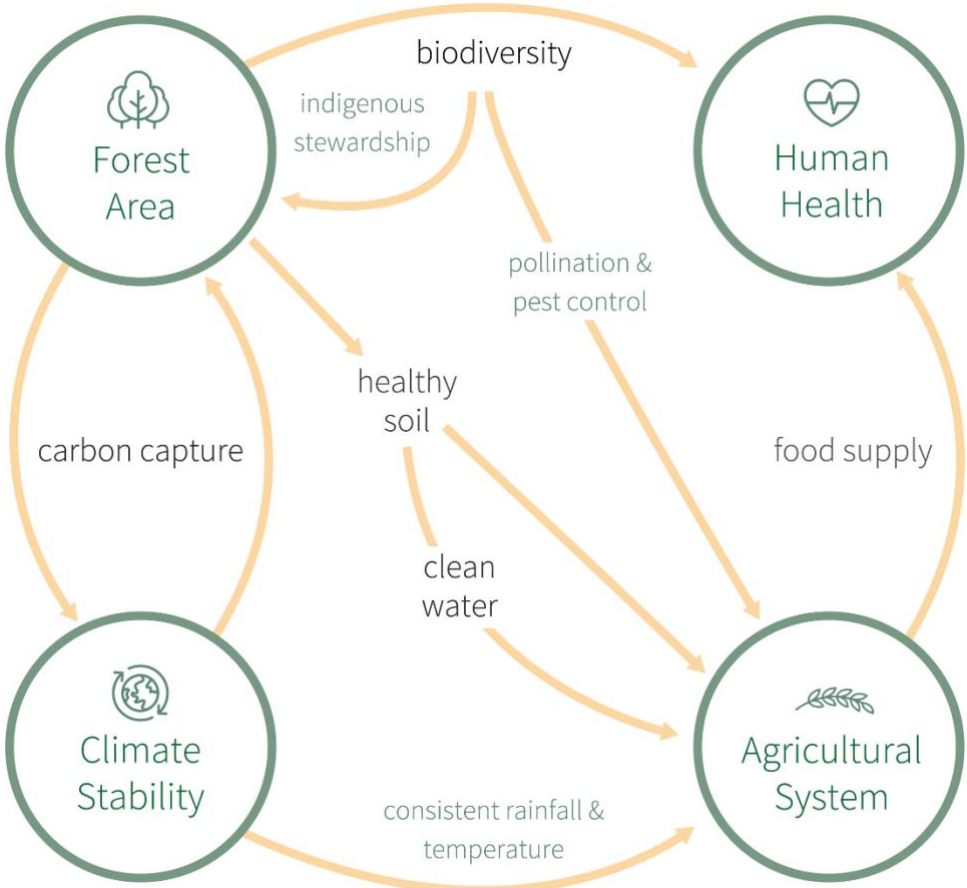 biodiversity
indigenous
stewardship
Forest
Area
Human
Health
pollination &
pest control
healthy
soil
carbon capture
food supply
clean
water
Climate
Stability
Agricultural
System
consistent rainfall &
temperature